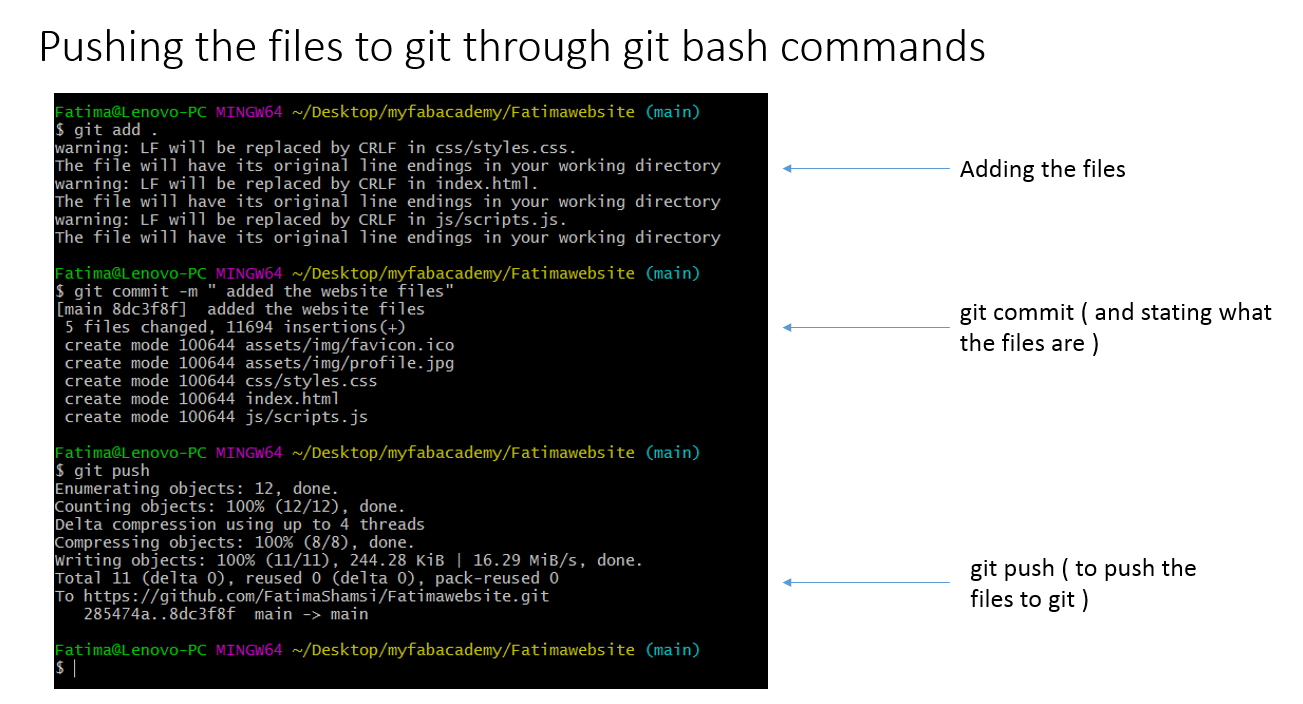 Pushing the files to git through git bash commands
Fatima@Lenovo-PC MINGW64 ~/Desktop/myfabacademy/Fatimawebsite (main)
$ git add .
warning: LF will be replaced by CRLF in css/styles.css.
The file will have its original line endings in your working directory
warning: LF will be replaced by CRLF in index.html.
The file will have its original line endings in your working directory
warning: LF will be replaced by CRLF in js/scripts.js.
The file will have its original line endings in your working directory
Adding the files
Fatima@Lenovo-PC MINGW64 ~/Desktop/myfabacademy/Fatimawebsite (main)
$ git commit -m " added the website files"
[main 8dc3f8f]  added the website files
 5 files changed, 11694 insertions(+)
 create mode 100644 assets/img/favicon.ico
 create mode 100644 assets/img/profile.jpg
 create mode 100644 css/styles.css
 create mode 100644 index.html
 create mode 100644 js/scripts.js
git commit ( and stating what
the files are )
Fatima@Lenovo-PC MINGW64 ~/Desktop/myfabacademy/Fatimawebsite (main)
$ git push
Enumerating objects: 12, done.
Counting objects: 100% (12/12), done.
Delta compression using up to 4 threads
Compressing objects: 100% (8/8), done.
Writing objects: 100% (11/11), 244.28 KiB | 16.29 MiB/s, done.
Total 11 (delta 0), reused 0 (delta 0), pack-reused 0
To https://github.com/FatimaShamsi/Fatimawebsite.git
   285474a..8dc3f8f  main -> main
git push ( to push the
files to git )
Fatima@Lenovo-PC MINGW64 ~/Desktop/myfabacademy/Fatimawebsite (main)
$